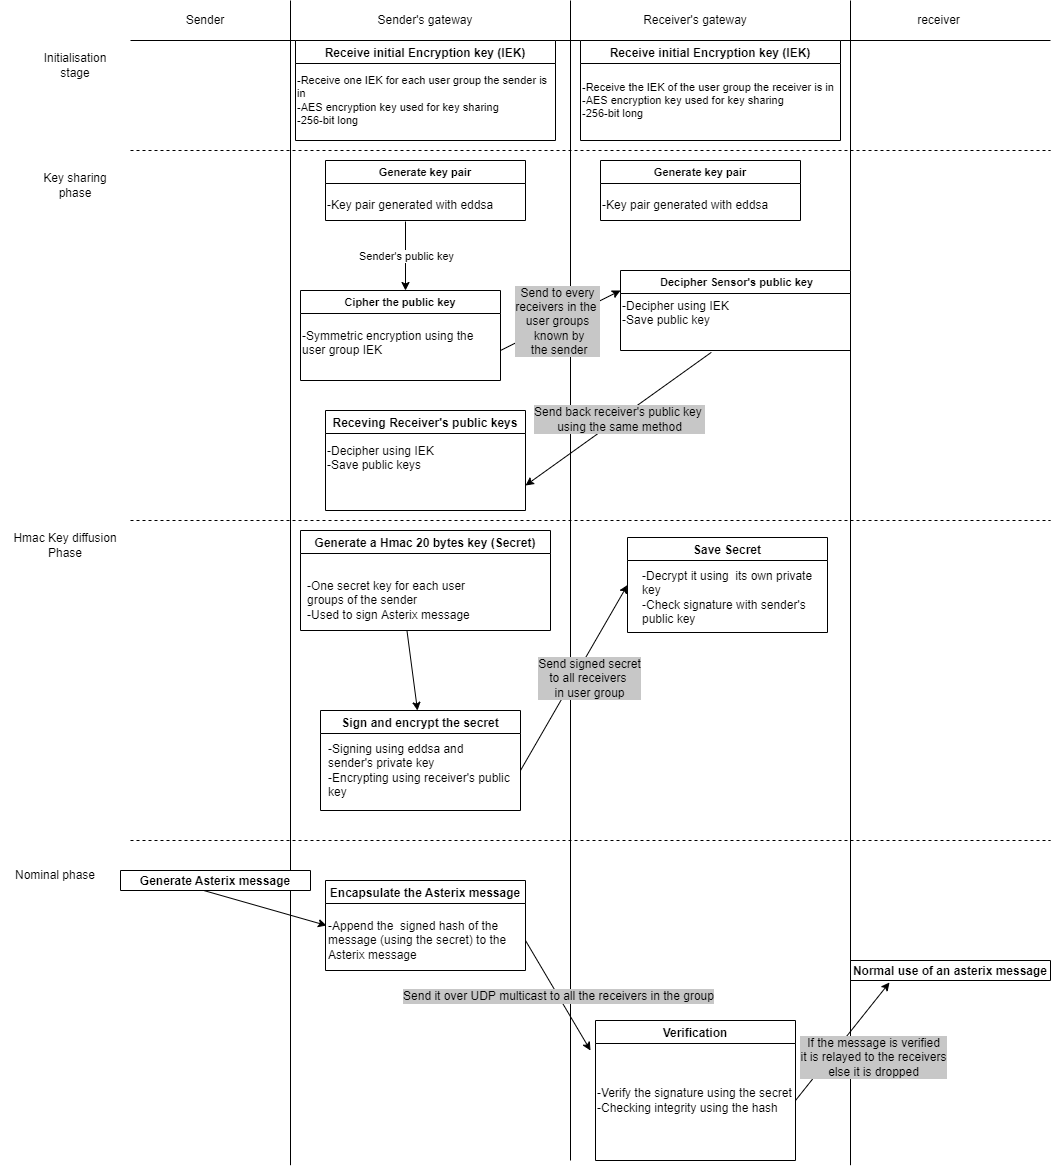 Sender
Sender's gateway
Receiver's gateway
receiver
Initialisation
stage
Receive initial Encryption key (IEK)
-Receive one IEK for each user group the sender is
in
-AES encryption key used for key sharing
-256-bit long
Receive initial Encryption key (IEK)
-Receive the IEK of the user group the receiver is in
-AES encryption key used for key sharing
-256-bit long
Key sharing
phase
Generate key pair
-Key pair generated with eddsa
Generate key pair
-Key pair generated with eddsa
Sender's public key
Cipher the public key
-Symmetric encryption using the
user group IEK
Send to every
receivers in the
user groups
known by
the sender
Decipher Sensor's public key
-Decipher using IEK
-Save public key
Send back receiver's public key
using the same method
Receving Receiver's public keys
-Decipher using IEK
-Save public keys
Hmac Key diffusion
Phase
Generate a Hmac 20 bytes key (Secret)
-One secret key for each user
groups of the sender
-Used to sign Asterix message
Save Secret
-Decrypt it using  its own private
key
-Check signature with sender's
public key
Send signed secret
to all receivers
in user group
Sign and encrypt the secret
-Signing using eddsa and
sender's private key
-Encrypting using receiver's public
key
Nominal phase
Generate Asterix message
Encapsulate the Asterix message
-Append the  signed hash of the
message (using the secret) to the
Asterix message
Send it over UDP multicast to all the receivers in the group
Normal use of an asterix message
Verification
-Verify the signature using the secret
-Checking integrity using the hash
If the message is verified
it is relayed to the receivers
else it is dropped